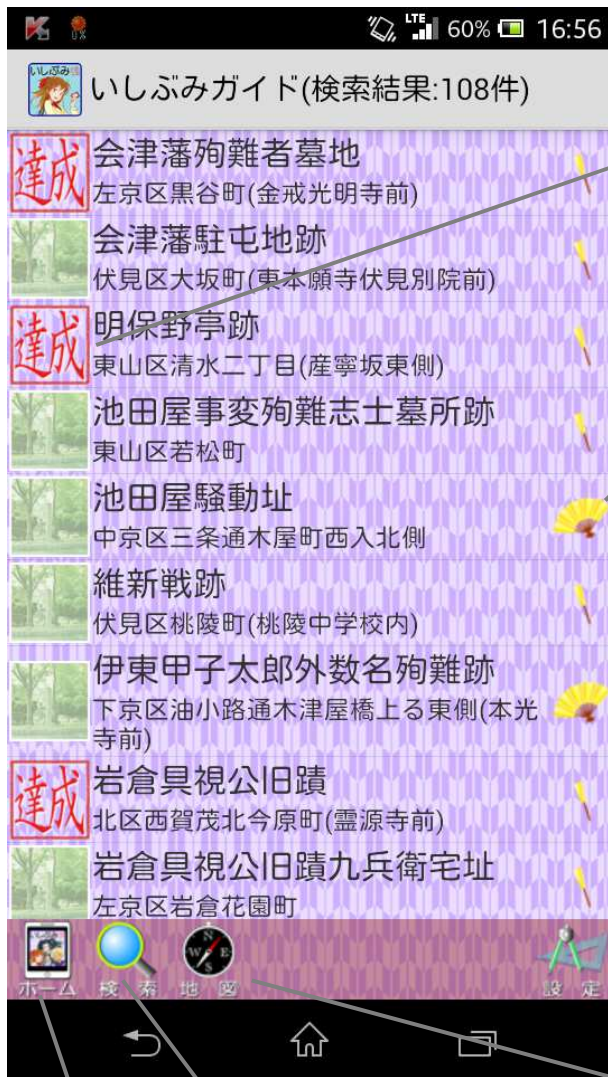 0%
LTE 60% 16:56
いしぶみ
いしぶみガイド(検索結果:108件)
達成
会津藩殉難者墓地
左京区黒谷町(金戒光明寺前)
会津藩駐屯地跡
伏見区大坂町(東本願寺伏見別院前)
達成
明保野亭跡
東山区清水二丁目(産寧坂東側)
池田屋事変殉難志士墓所跡
東山区若松町
池田屋騒動址
中京区三条通木屋町西入北側
維新戦跡
伏見区桃陵町(桃陵中学校内)
伊東甲子太郎外数名殉難跡
下京区油小路通木津屋橋上る東側(本光
寺前)
達成
岩倉具視公旧蹟
北区西賀茂北今原町(霊源寺前)
岩倉具視公旧蹟九兵衛宅址
左京区岩倉花園町
N
W E
S
ホーム 検索 地図 設定